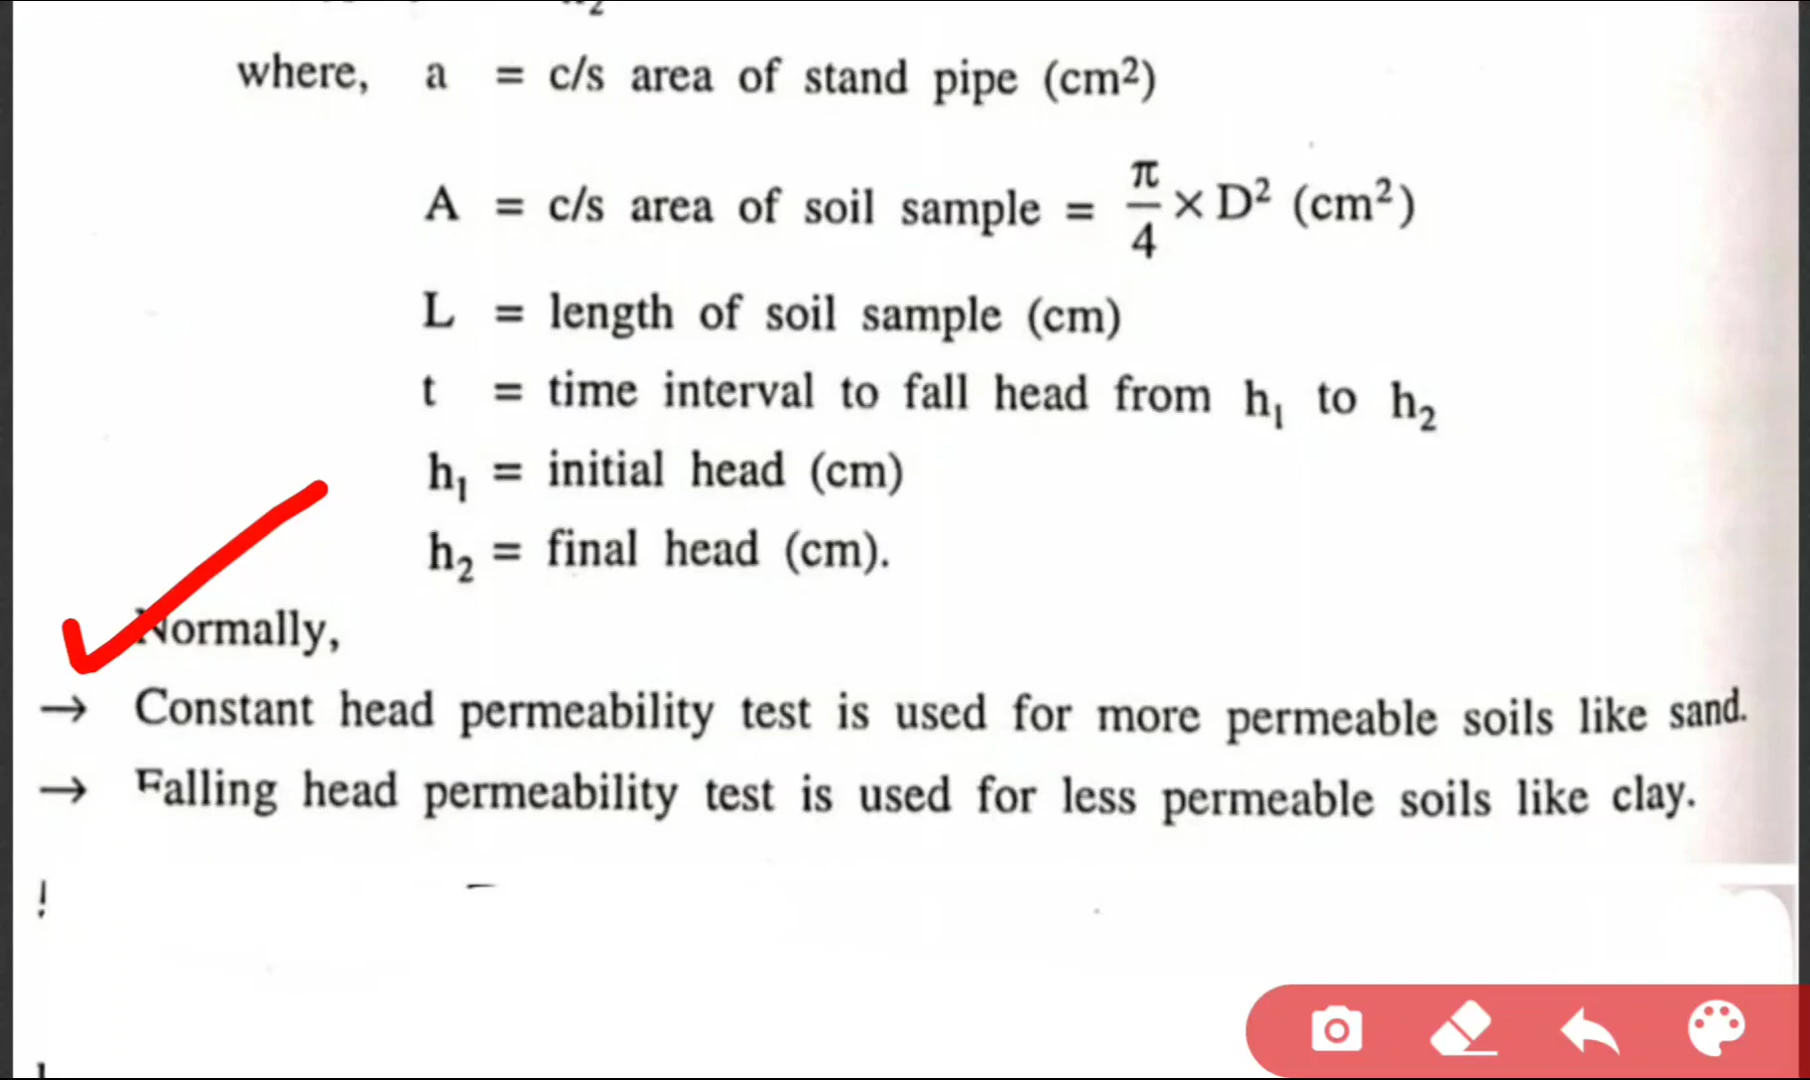 where, a = c/s area of stand pipe (cm²)
A = c/s area of soil sample = π/4 × D² (cm²)
L = length of soil sample (cm)
t = time interval to fall head from h₁ to h₂
h₁ = initial head (cm)
h₂ = final head (cm).
Normally,
→ Constant head permeability test is used for more permeable soils like sand.
→ Falling head permeability test is used for less permeable soils like clay.